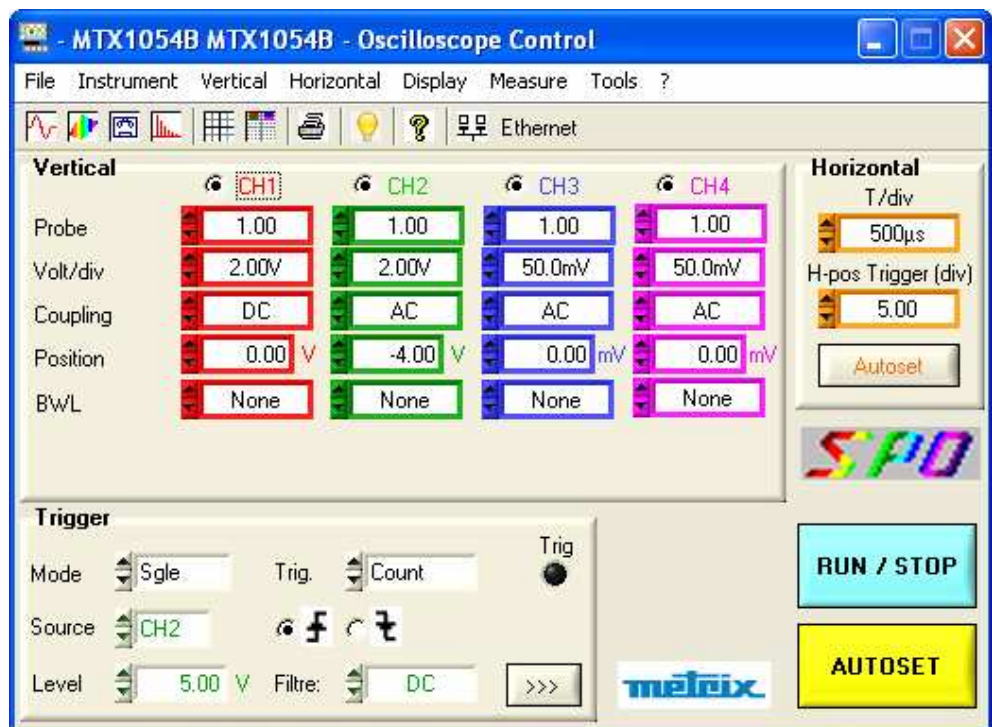 - MTX1054B MTX1054B - Oscilloscope Control
File Instrument Vertical Horizontal Display Measure Tools ?
Ethernet
Vertical
CH1 CH2 CH3 CH4
Probe 1.00 1.00 1.00 1.00
Volt/div 2.00V 2.00V 50.0mV 50.0mV
Coupling DC AC AC AC
Position 0.00 V -4.00 V 0.00 mV 0.00 mV
BWL None None None None
Horizontal
T/div
500µs
H-pos Trigger (div)
5.00
Autoset
SPO
Trigger
Trig
Mode Sgle Trig. Count
Source CH2
Level 5.00 V Filtre: DC >>>
metrix
RUN / STOP
AUTOSET